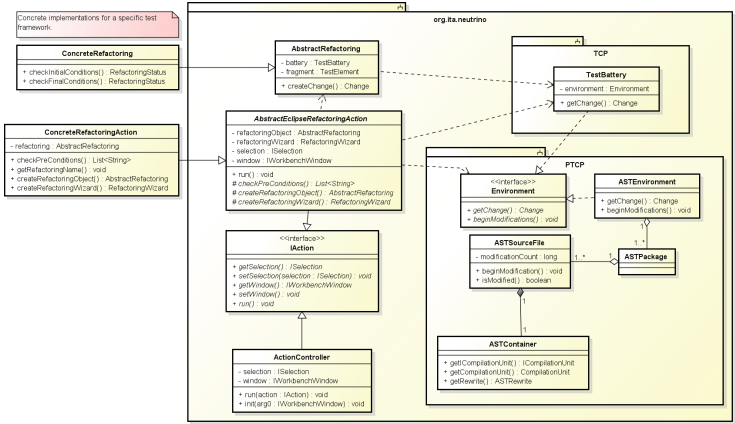 Concrete implementations for a specific test
framework.
org.ita.neutrino
ConcreteRefactoring
+ checkInitialConditions() : RefactoringStatus
+ checkFinalConditions() : RefactoringStatus
AbstractRefactoring
- battery : TestBattery
- fragment : TestElement
+ createChange() : Change
TCP
TestBattery
- environment : Environment
+ getChange() : Change
ConcreteRefactoringAction
- refactoring : AbstractRefactoring
+ checkPreConditions() : List<String>
+ getRefactoringName() : void
+ createRefactoringObject() : AbstractRefactoring
+ createRefactoringWizard() : RefactoringWizard
AbstractEclipseRefactoringAction
- refactoringObject : AbstractRefactoring
- refactoringWizard : RefactoringWizard
- selection : ISelection
- window : IWorkbenchWindow
+ run() : void
# checkPreConditions() : List<String>
# createRefactoringObject() : AbstractRefactoring
# createRefactoringWizard() : RefactoringWizard
PTCP
<<interface>>
Environment
+ getChange() : Change
+ beginModifications() : void
ASTEnvironment
+ getChange() : Change
+ beginModifications() : void
1
1..*
<<interface>>
IAction
+ getSelection() : ISelection
+ setSelection(selection : ISelection) : void
+ getWindow() : IWorkbenchWindow
+ setWindow() : void
+ run() : void
ASTSourceFile
- modificationCount : long
+ beginModification() : void
+ isModified() : boolean
1..*
1
ASTPackage
1
1
ASTContainer
+ getICompilationUnit() : ICompilationUnit
+ getCompilationUnit() : CompilationUnit
+ getRewrite() : ASTRewrite
ActionController
- selection : ISelection
- window : IWorkbenchWindow
+ run(action : IAction) : void
+ init(arg0 : IWorkbenchWindow) : void